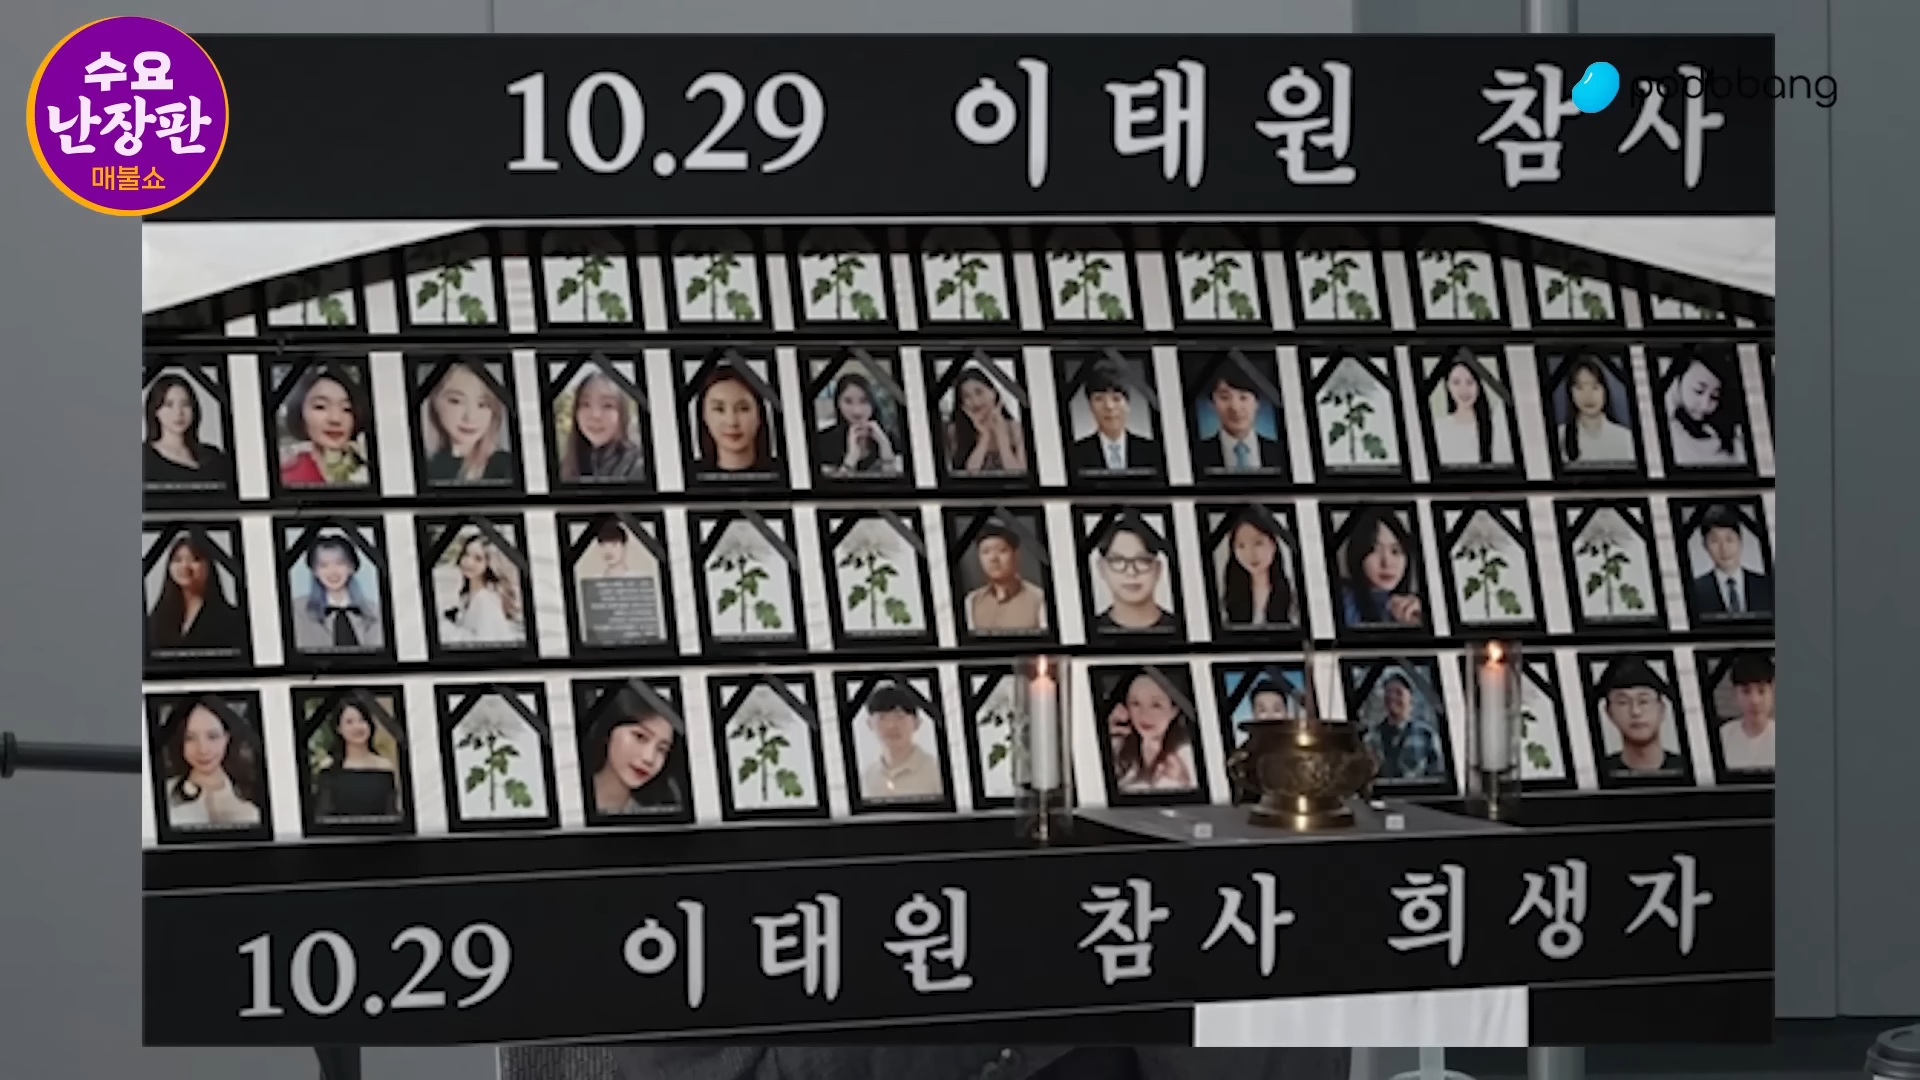 수요
난장판
매불쇼
podbbang
10.29 이태원 참사
10.29 이태원 참사 희생자